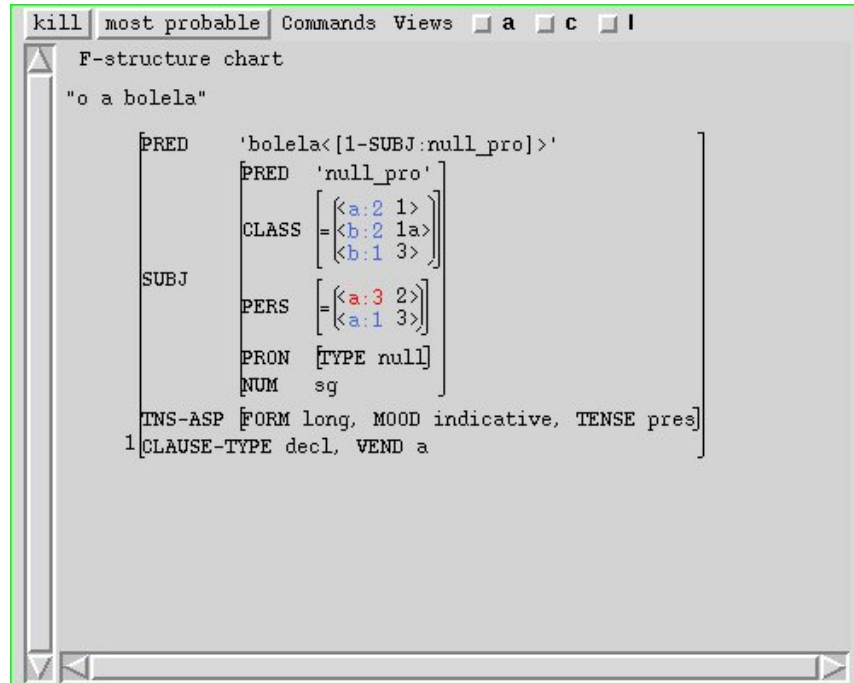 kill most probable Commands Views a c l
F-structure chart
"o a bolela"
PRED 'bolela<[1-SUBJ:null_pro]>'
PRED 'null_pro'
<a:2 1>
CLASS =<b:2 1a>
<b:1 3>
SUBJ
<a:3 2>
PERS =
<a:1 3>
PRON [TYPE null]
NUM sg
TNS-ASP [FORM long, MOOD indicative, TENSE pres]
1 CLAUSE-TYPE decl, VEND a